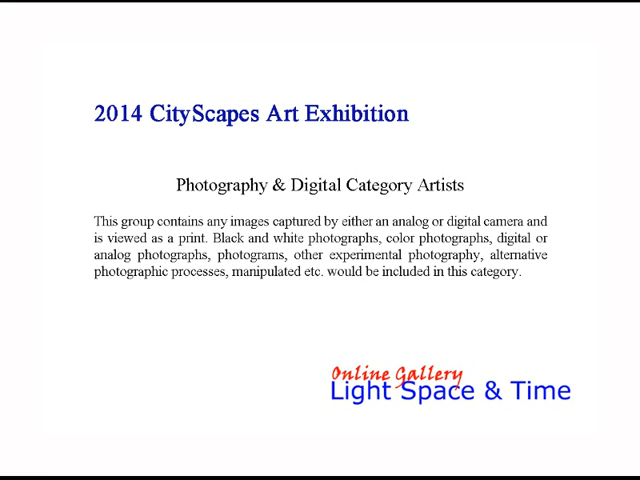 2014 CityScapes Art Exhibition
Photography & Digital Category Artists
This group contains any images captured by either an analog or digital camera and
is viewed as a print. Black and white photographs, color photographs, digital or
analog photographs, photograms, other experimental photography, alternative
photographic processes, manipulated etc. would be included in this category.
Online Gallery
Light Space & Time